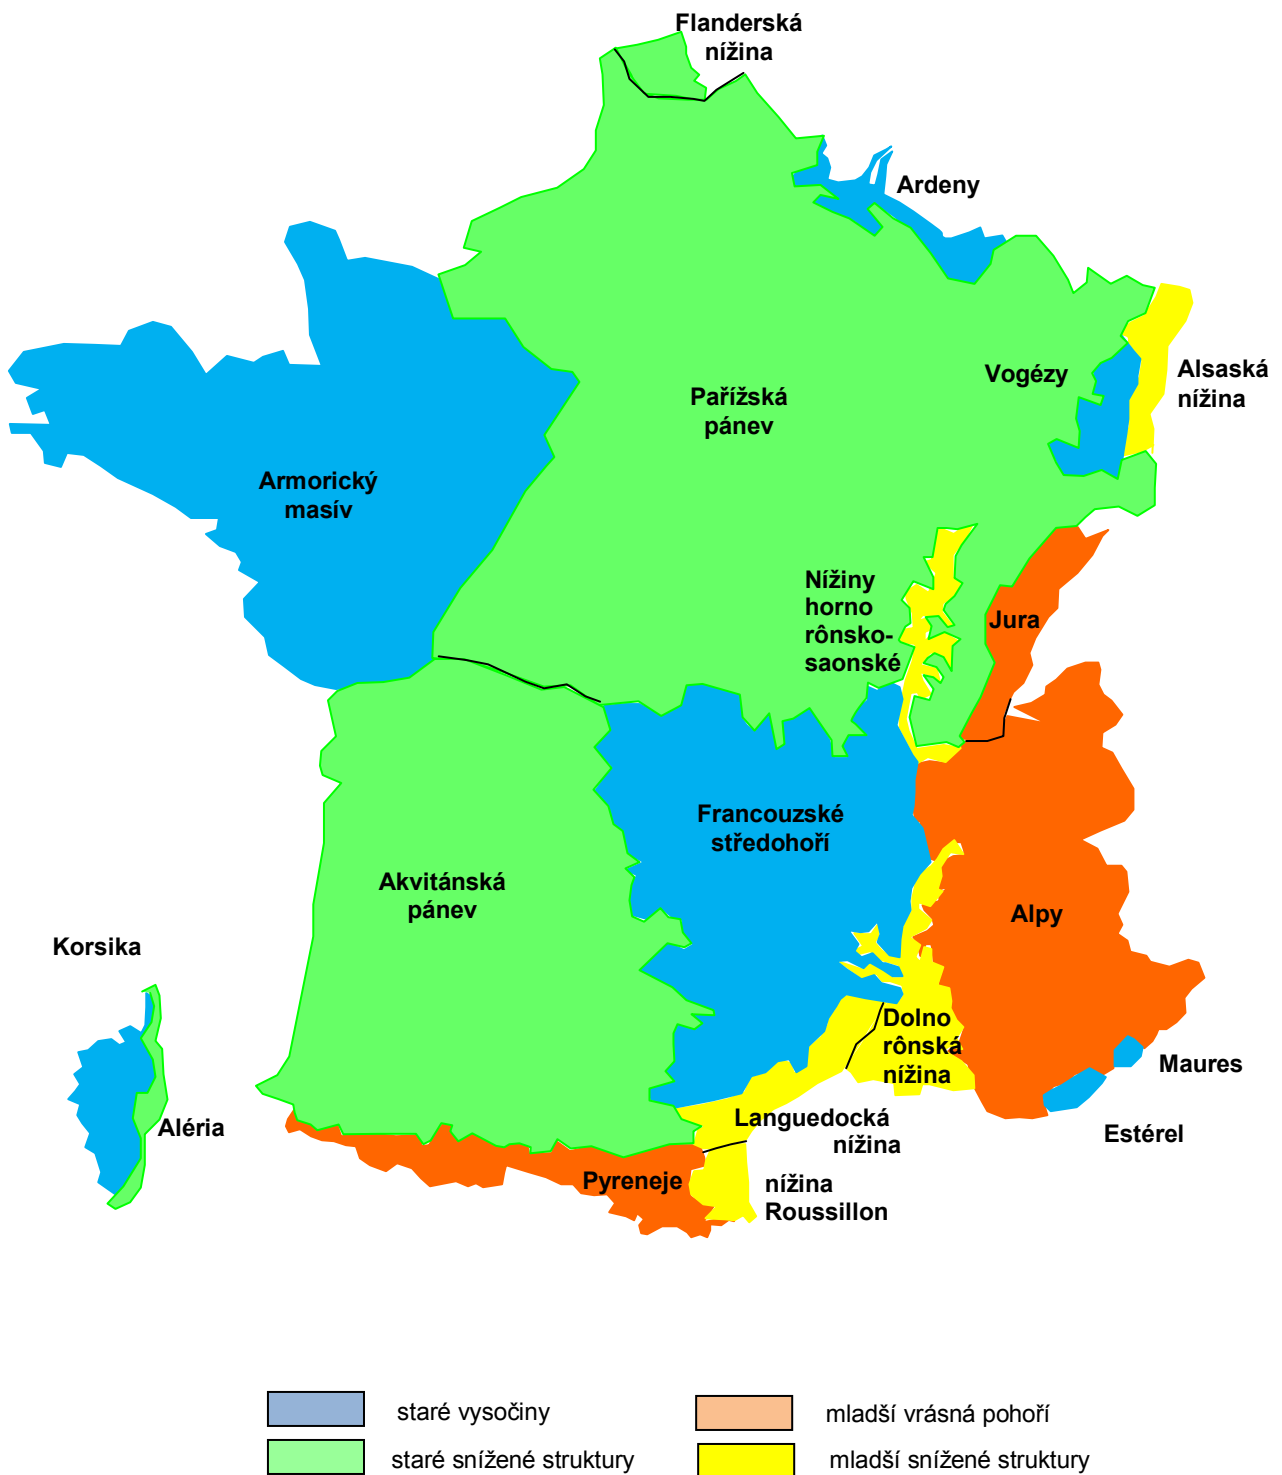 Flanderská
nížina
Ardeny
Vogézy
Alsaská
nížina
Pařížská
pánev
Armorický
masív
Nížiny
horno
rônsko-
saonské
Jura
Francouzské
středohoří
Akvitánská
pánev
Alpy
Korsika
Dolno
rônská
nížina
Maures
Aléria
Languedocká
nížina
Estérel
Pyreneje
nížina
Roussillon
staré vysočiny
mladší vrásná pohoří
staré snížené struktury
mladší snížené struktury